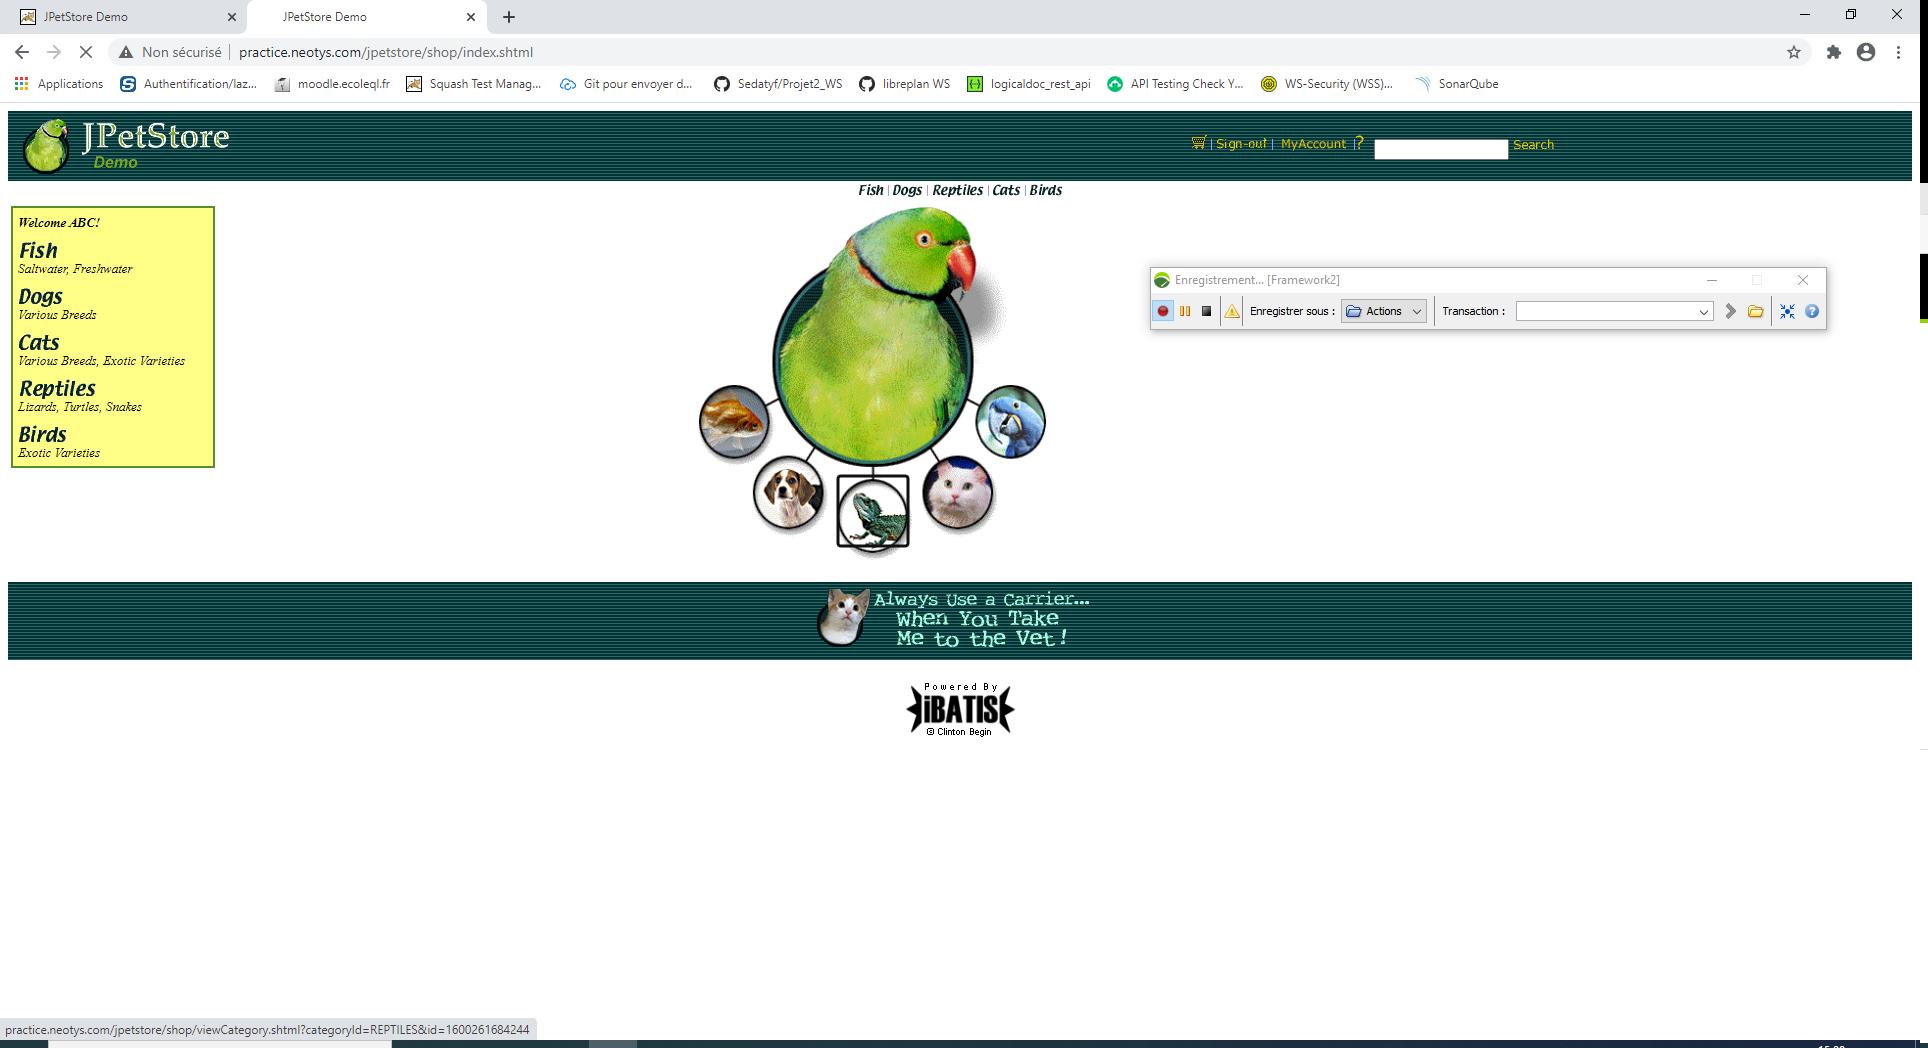 JPetStore Demo
JPetStore Demo
Non sécurisé
practice.neotys.com/jpetstore/shop/index.shtml
Applications
Authentification/laz...
moodle.ecoleql.fr
Squash Test Manag...
Git pour envoyer d...
Sedatyf/Projet2_WS
libreplan WS
logicaldoc_rest_api
API Testing Check Y...
WS-Security (WSS)...
SonarQube
JPetStore
Demo
| Sign-out | MyAccount | ?
Search
Fish | Dogs | Reptiles | Cats | Birds
Welcome ABC!
Fish
Saltwater, Freshwater
Dogs
Various Breeds
Cats
Various Breeds, Exotic Varieties
Reptiles
Lizards, Turtles, Snakes
Birds
Exotic Varieties
Enregistrement... [Framework2]
Enregistrer sous :
Actions
Transaction :
Always Use a Carrier...
When You Take
Me to the Vet!
Powered By
iBATIS
© Clinton Begin
practice.neotys.com/jpetstore/shop/viewCategory.shtml?categoryId=REPTILES&id=1600261684244